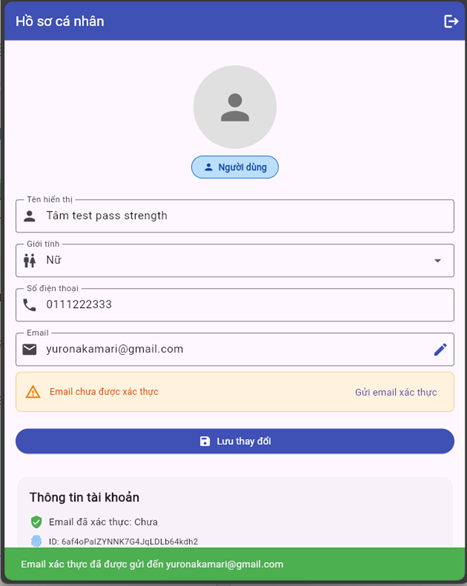 Hồ sơ cá nhân
Người dùng
Tên hiển thị
Tâm test pass strength
Giới tính
Nữ
Số điện thoại
0111222333
Email
yuronakamari@gmail.com
Email chưa được xác thực
Gửi email xác thực
Lưu thay đổi
Thông tin tài khoản
Email đã xác thực: Chưa
ID: 6af4oPalZYNNK7G4JqLDLb64kdh2
Email xác thực đã được gửi đến yuronakamari@gmail.com